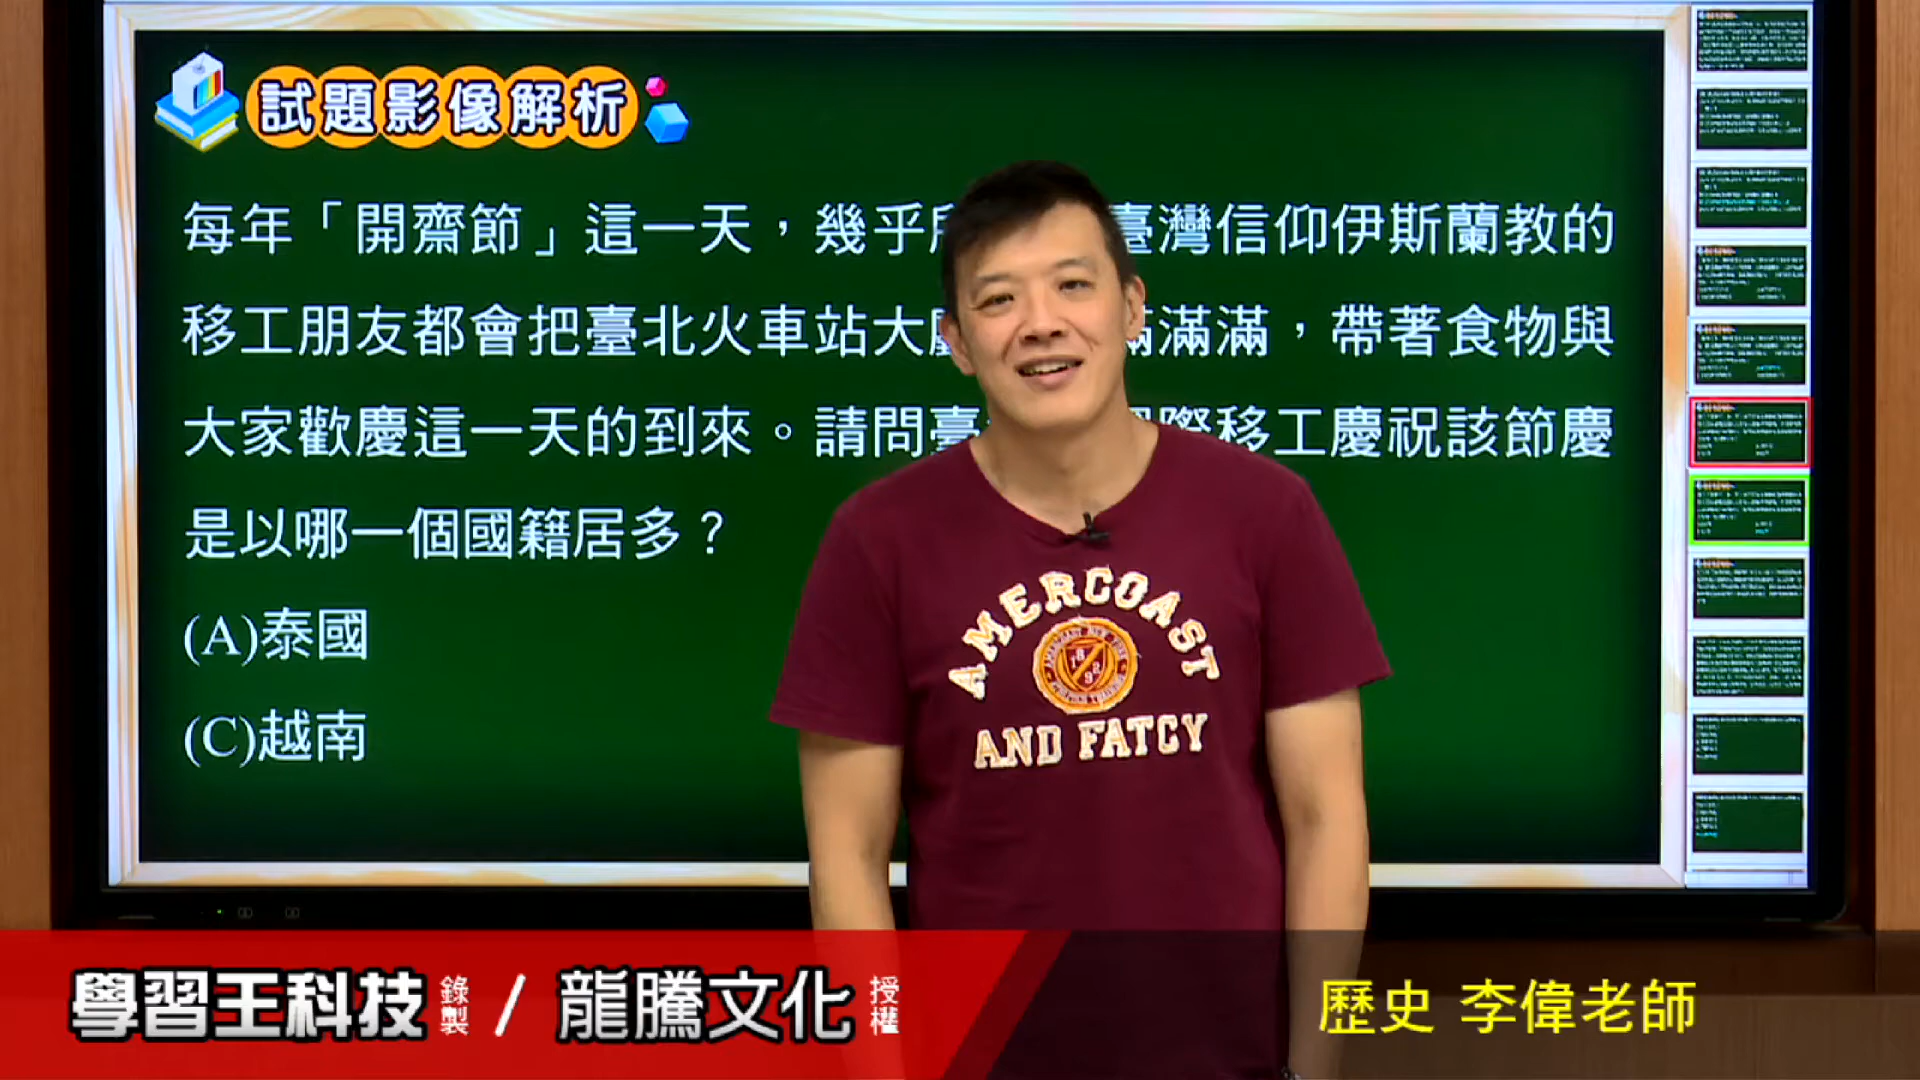 試題影像解析
每年「開齋節」這一天，幾乎 臺灣信仰伊斯蘭教的
移工朋友都會把臺北火車站大 滿滿，帶著食物與
大家歡慶這一天的到來。請問臺 移工慶祝該節慶
是以哪一個國籍居多？
(A)泰國
(C)越南
AMERCOAST
1892
AND FATCY
學習王科技 錄製 / 龍騰文化 授權
歷史 李偉老師